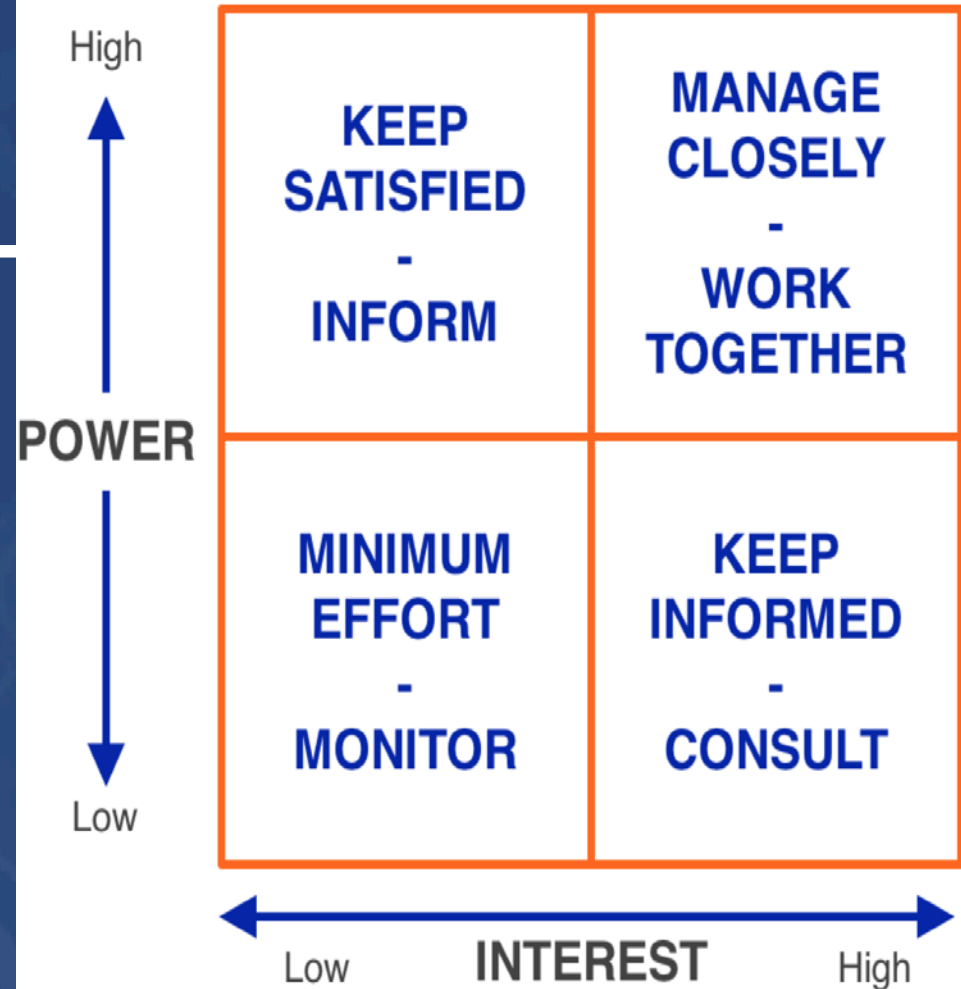 High
KEEP
SATISFIED
-
INFORM
MANAGE
CLOSELY
-
WORK
TOGETHER
POWER
MINIMUM
EFFORT
-
MONITOR
KEEP
INFORMED
-
CONSULT
Low
Low INTEREST High